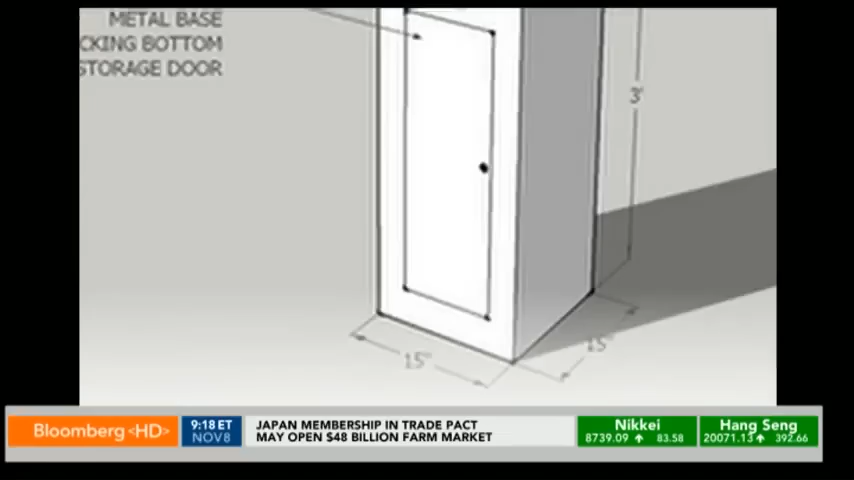 METAL BASE
CKING BOTTOM
STORAGE DOOR
3'
15"
15"
Bloomberg <HD>
9:18 ET
NOV 8
JAPAN MEMBERSHIP IN TRADE PACT
MAY OPEN $48 BILLION FARM MARKET
Nikkei
8739.09 ↑ 83.58
Hang Seng
20071.13 ↑ 392.66